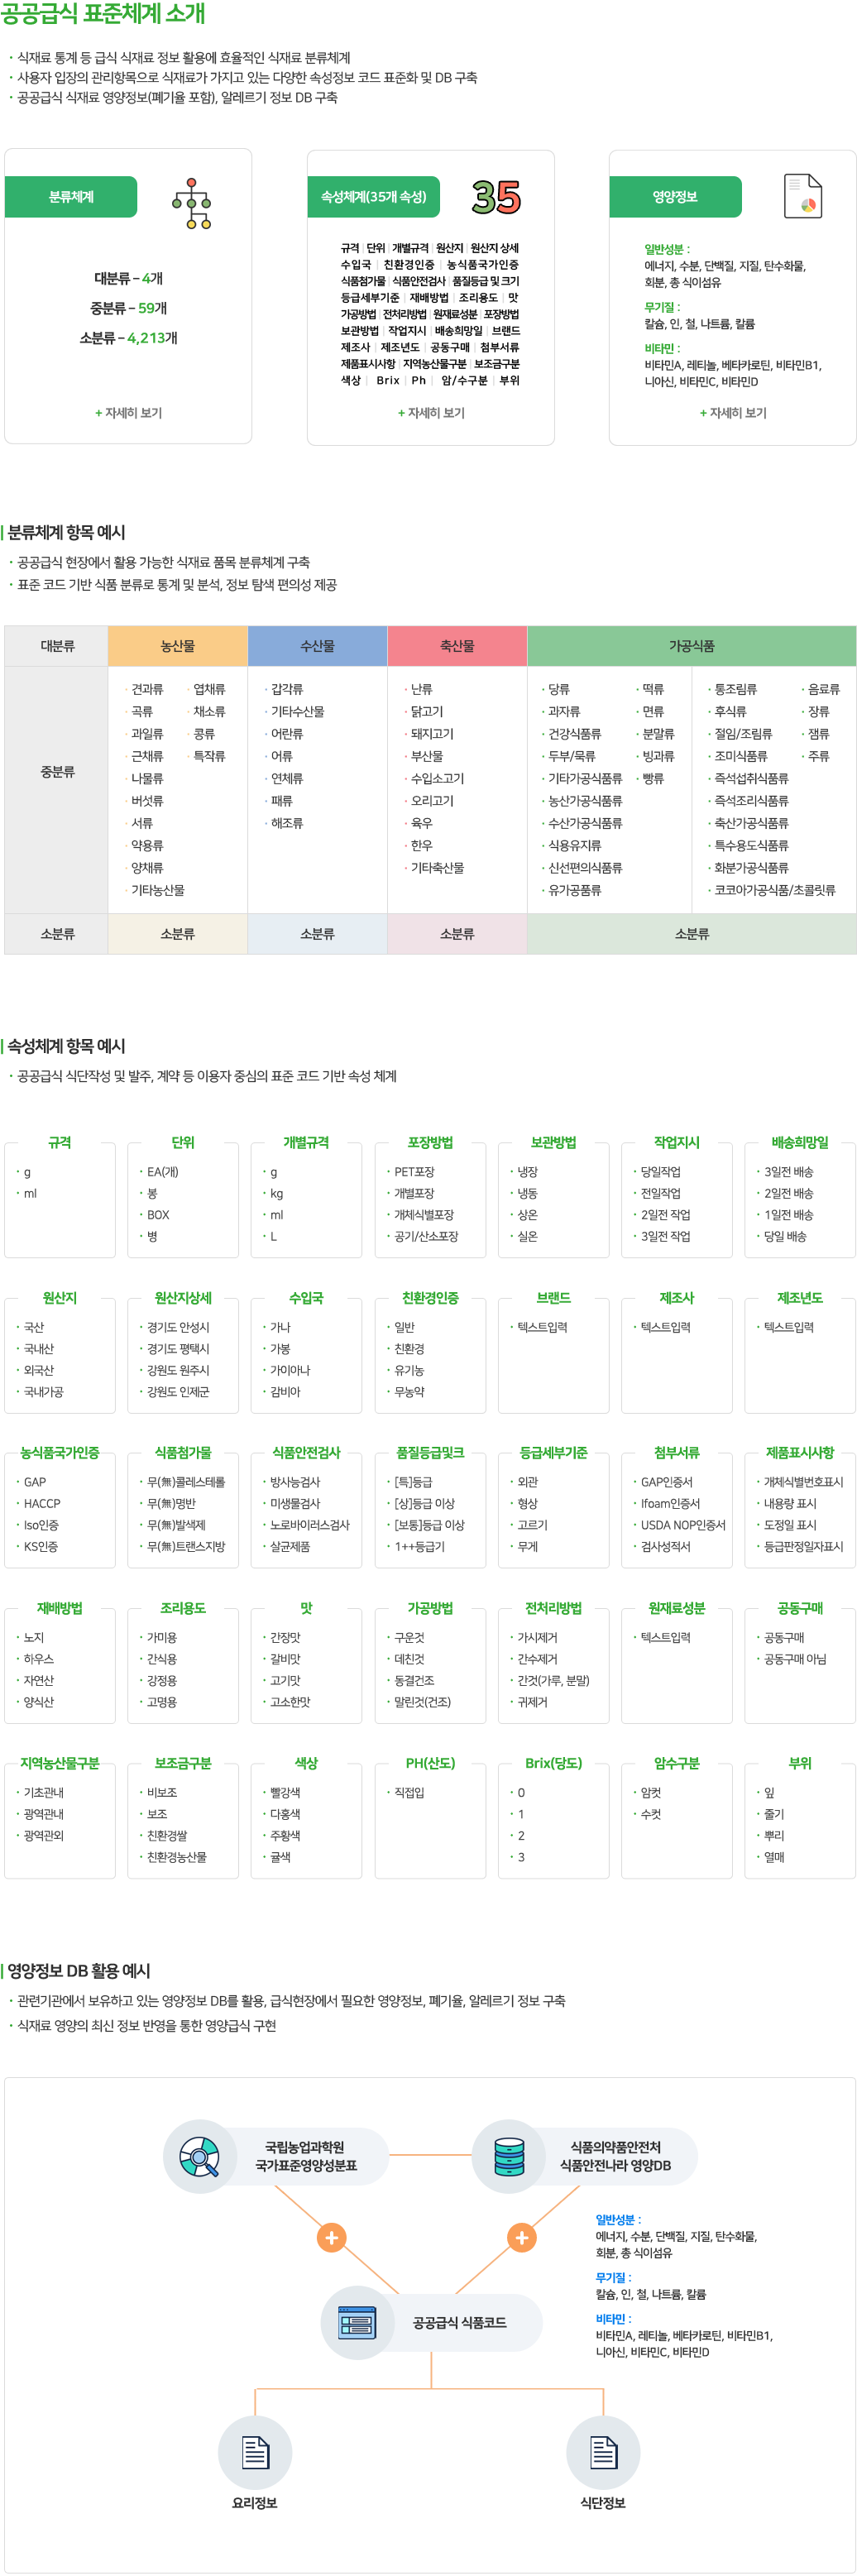 공공급식 표준체계 소개
· 식재료 통계 등 급식 식재료 정보 활용에 효율적인 식재료 분류체계
· 사용자 입장의 관리항목으로 식재료가 가지고 있는 다양한 속성정보 코드 표준화 및 DB 구축
· 공공급식 식재료 영양정보(폐기율 포함), 알레르기 정보 DB 구축
분류체계
대분류 – 4개
중분류 – 59개
소분류 – 4,213개
+ 자세히 보기
속성체계(35개 속성)
35
규격 | 단위 | 개별규격 | 원산지 | 원산지 상세
수입국 | 친환경인증 | 농식품국가인증
식품첨가물 | 식품안전검사 | 품질등급 및 크기
등급세부기준 | 재배방법 | 조리용도 | 맛
가공방법 | 전처리방법 | 원재료성분 | 포장방법
보관방법 | 작업지시 | 배송희망일 | 브랜드
제조사 | 제조년도 | 공동구매 | 첨부서류
제품표시사항 | 지역농산물구분 | 보조금구분
색상 | Brix | Ph | 암/수구분 | 부위
+ 자세히 보기
영양정보
일반성분 :
에너지, 수분, 단백질, 지질, 탄수화물,
회분, 총 식이섬유
무기질 :
칼슘, 인, 철, 나트륨, 칼륨
비타민 :
비타민A, 레티놀, 베타카로틴, 비타민B1,
니아신, 비타민C, 비타민D
+ 자세히 보기
분류체계 항목 예시
· 공공급식 현장에서 활용 가능한 식재료 품목 분류체계 구축
· 표준 코드 기반 식품 분류로 통계 및 분석, 정보 탐색 편의성 제공
대분류 농산물 수산물 축산물 가공식품
중분류
· 견과류
· 곡류
· 과일류
· 근채류
· 나물류
· 버섯류
· 서류
· 약용류
· 양채류
· 기타농산물
· 엽채류
· 채소류
· 콩류
· 특작류
· 갑각류
· 기타수산물
· 어란류
· 어류
· 연체류
· 패류
· 해조류
· 난류
· 닭고기
· 돼지고기
· 부산물
· 수입소고기
· 오리고기
· 육우
· 한우
· 기타축산물
· 당류
· 과자류
· 건강식품류
· 두부/묵류
· 기타가공식품류
· 농산가공식품류
· 수산가공식품류
· 식용유지류
· 신선편의식품류
· 유가공품류
· 떡류
· 면류
· 분말류
· 빙과류
· 빵류
· 통조림류
· 후식류
· 절임/조림류
· 조미식품류
· 즉석섭취식품류
· 즉석조리식품류
· 축산가공식품류
· 특수용도식품류
· 화분가공식품류
· 코코아가공식품/초콜릿류
· 음료류
· 장류
· 잼류
· 주류
소분류 소분류 소분류 소분류 소분류
속성체계 항목 예시
· 공공급식 식단작성 및 발주, 계약 등 이용자 중심의 표준 코드 기반 속성 체계
규격
· g
· ml
단위
· EA(개)
· 봉
· BOX
· 병
개별규격
· g
· kg
· ml
· L
포장방법
· PET포장
· 개별포장
· 개체식별포장
· 공기/산소포장
보관방법
· 냉장
· 냉동
· 상온
· 실온
작업지시
· 당일작업
· 전일작업
· 2일전 작업
· 3일전 작업
배송희망일
· 3일전 배송
· 2일전 배송
· 1일전 배송
· 당일 배송
원산지
· 국산
· 국내산
· 외국산
· 국내가공
원산지상세
· 경기도 안성시
· 경기도 평택시
· 강원도 원주시
· 강원도 인제군
수입국
· 가나
· 가봉
· 가이아나
· 감비아
친환경인증
· 일반
· 친환경
· 유기농
· 무농약
브랜드
· 텍스트입력
제조사
· 텍스트입력
제조년도
· 텍스트입력
농식품국가인증
· GAP
· HACCP
· Iso인증
· KS인증
식품첨가물
· 무(無)콜레스테롤
· 무(無)명반
· 무(無)발색제
· 무(無)트랜스지방
식품안전검사
· 방사능검사
· 미생물검사
· 노로바이러스검사
· 살균제품
품질등급및크
· [특]등급
· [상]등급 이상
· [보통]등급 이상
· 1++등급기
등급세부기준
· 외관
· 형상
· 고르기
· 무게
첨부서류
· GAP인증서
· Ifoam인증서
· USDA NOP인증서
· 검사성적서
제품표시사항
· 개체식별번호표시
· 내용량 표시
· 도정일 표시
· 등급판정일자표시
재배방법
· 노지
· 하우스
· 자연산
· 양식산
조리용도
· 가미용
· 간식용
· 강정용
· 고명용
맛
· 간장맛
· 갈비맛
· 고기맛
· 고소한맛
가공방법
· 구운것
· 데친것
· 동결건조
· 말린것(건조)
전처리방법
· 가시제거
· 간수제거
· 간것(가루, 분말)
· 귀제거
원재료성분
· 텍스트입력
공동구매
· 공동구매
· 공동구매 아님
지역농산물구분
· 기초관내
· 광역관내
· 광역관외
보조금구분
· 비보조
· 보조
· 친환경쌀
· 친환경농산물
색상
· 빨강색
· 다홍색
· 주황색
· 귤색
PH(산도)
· 직접입
Brix(당도)
· 0
· 1
· 2
· 3
암수구분
· 암컷
· 수컷
부위
· 잎
· 줄기
· 뿌리
· 열매
영양정보 DB 활용 예시
· 관련기관에서 보유하고 있는 영양정보 DB를 활용, 급식현장에서 필요한 영양정보, 폐기율, 알레르기 정보 구축
· 식재료 영양의 최신 정보 반영을 통한 영양급식 구현
국립농업과학원
국가표준영양성분표
식품의약품안전처
식품안전나라 영양DB
일반성분 :
에너지, 수분, 단백질, 지질, 탄수화물,
회분, 총 식이섬유
무기질 :
칼슘, 인, 철, 나트륨, 칼륨
비타민 :
비타민A, 레티놀, 베타카로틴, 비타민B1,
니아신, 비타민C, 비타민D
공공급식 식품코드
요리정보
식단정보